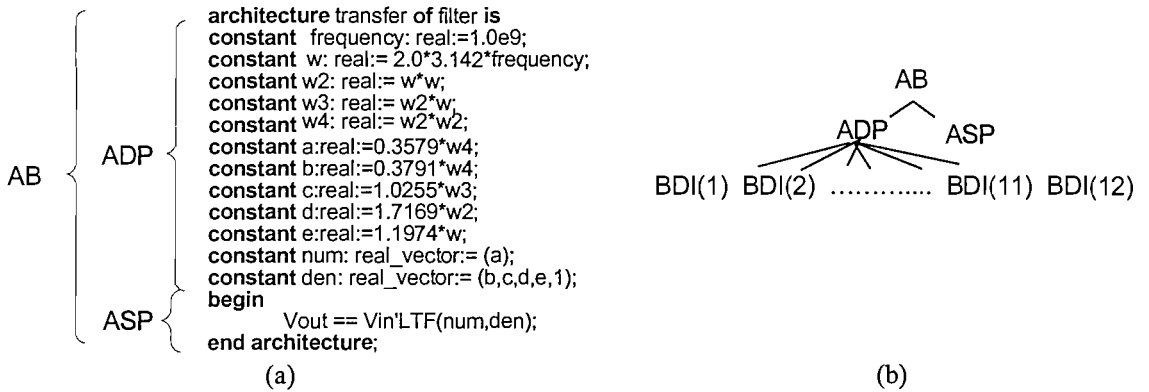 architecture transfer of filter is
constant frequency: real:=1.0e9;
constant w: real:= 2.0*3.142*frequency;
constant w2: real:= w*w;
constant w3: real:= w2*w;
constant w4: real:= w2*w2;
constant a:real:=0.3579*w4;
constant b:real:=0.3791*w4;
constant c:real:=1.0255*w3;
constant d:real:=1.7169*w2;
constant e:real:=1.1974*w;
constant num: real_vector:= (a);
constant den: real_vector:= (b,c,d,e,1);
begin
Vout == Vin'LTF(num,den);
end architecture;
AB
ADP
ASP
(a)
AB
ADP ASP
BDI(1) BDI(2) ................ BDI(11) BDI(12)
(b)